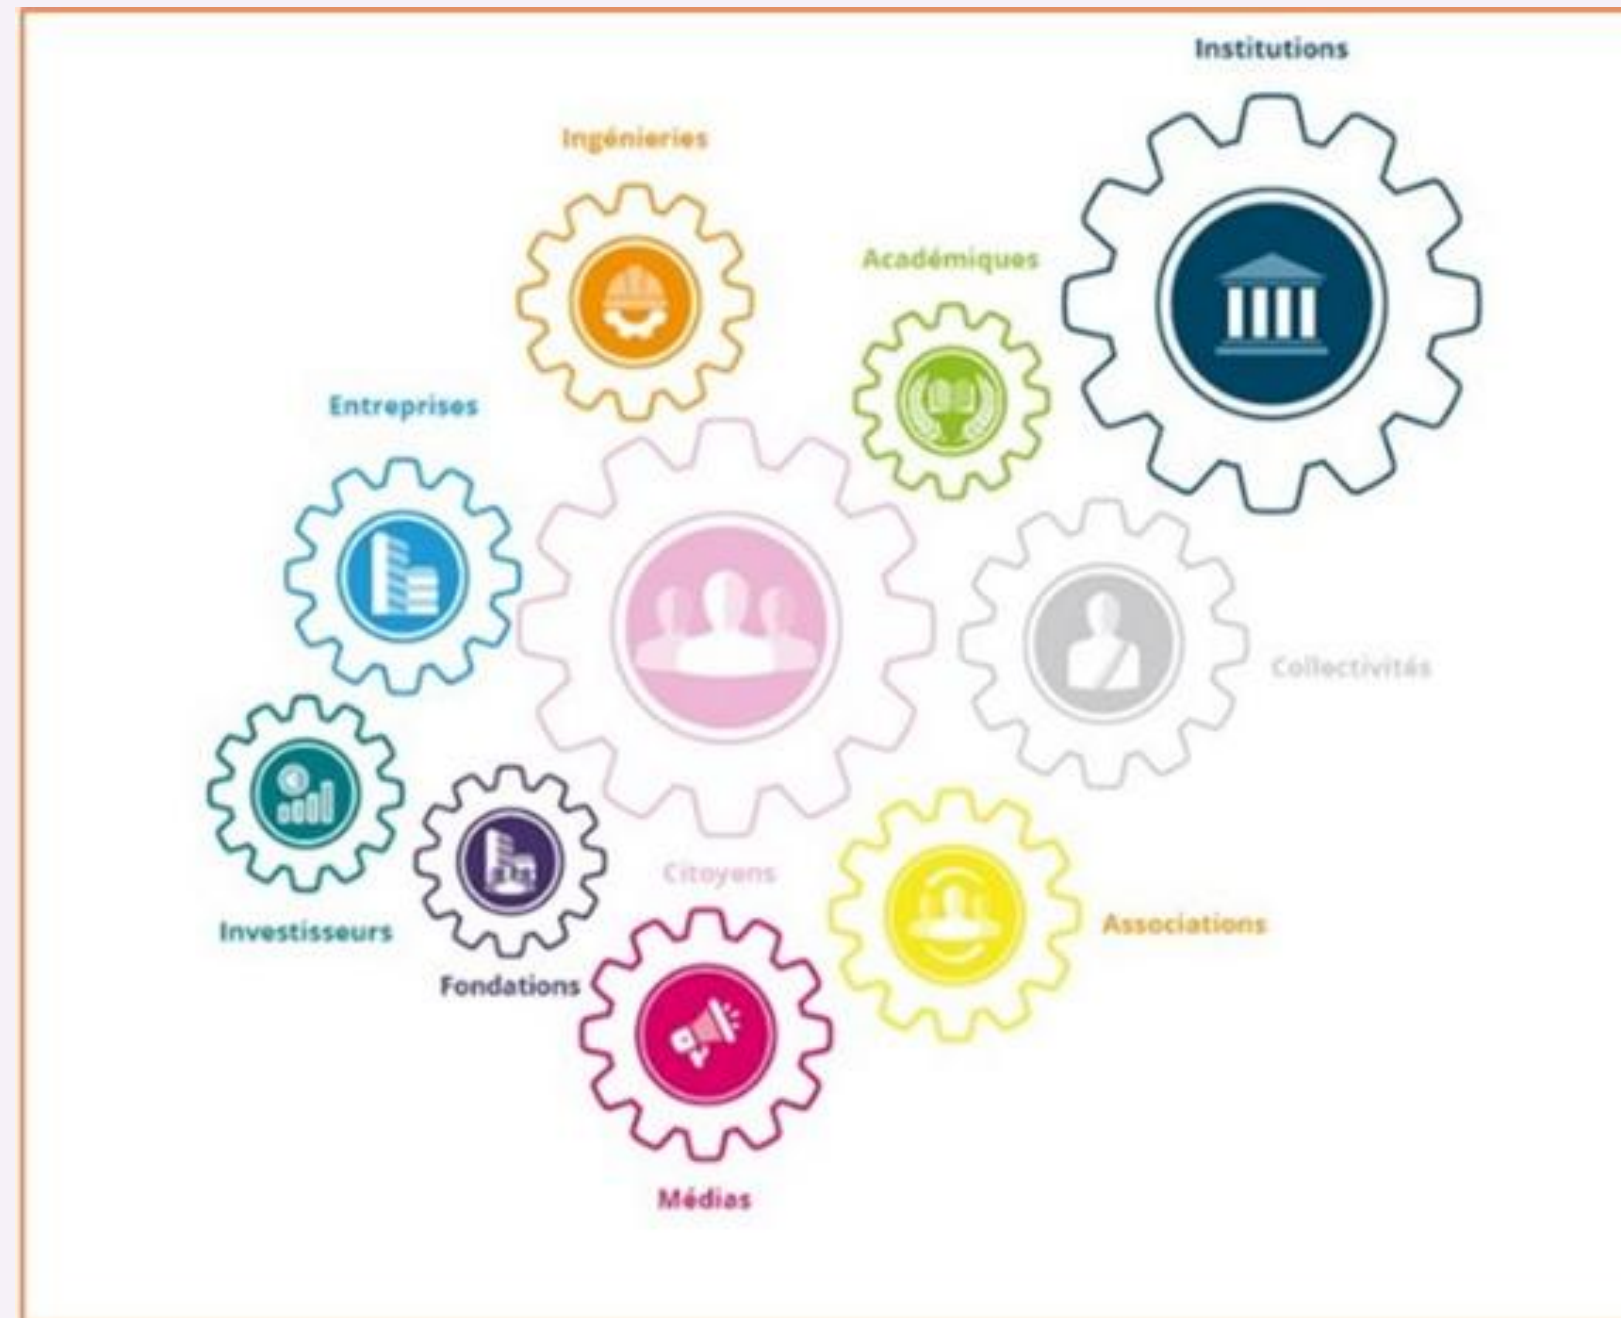 Institutions
Ingénieries
Académiques
Entreprises
Collectivités
Citoyens
Associations
Investisseurs
Fondations
Médias